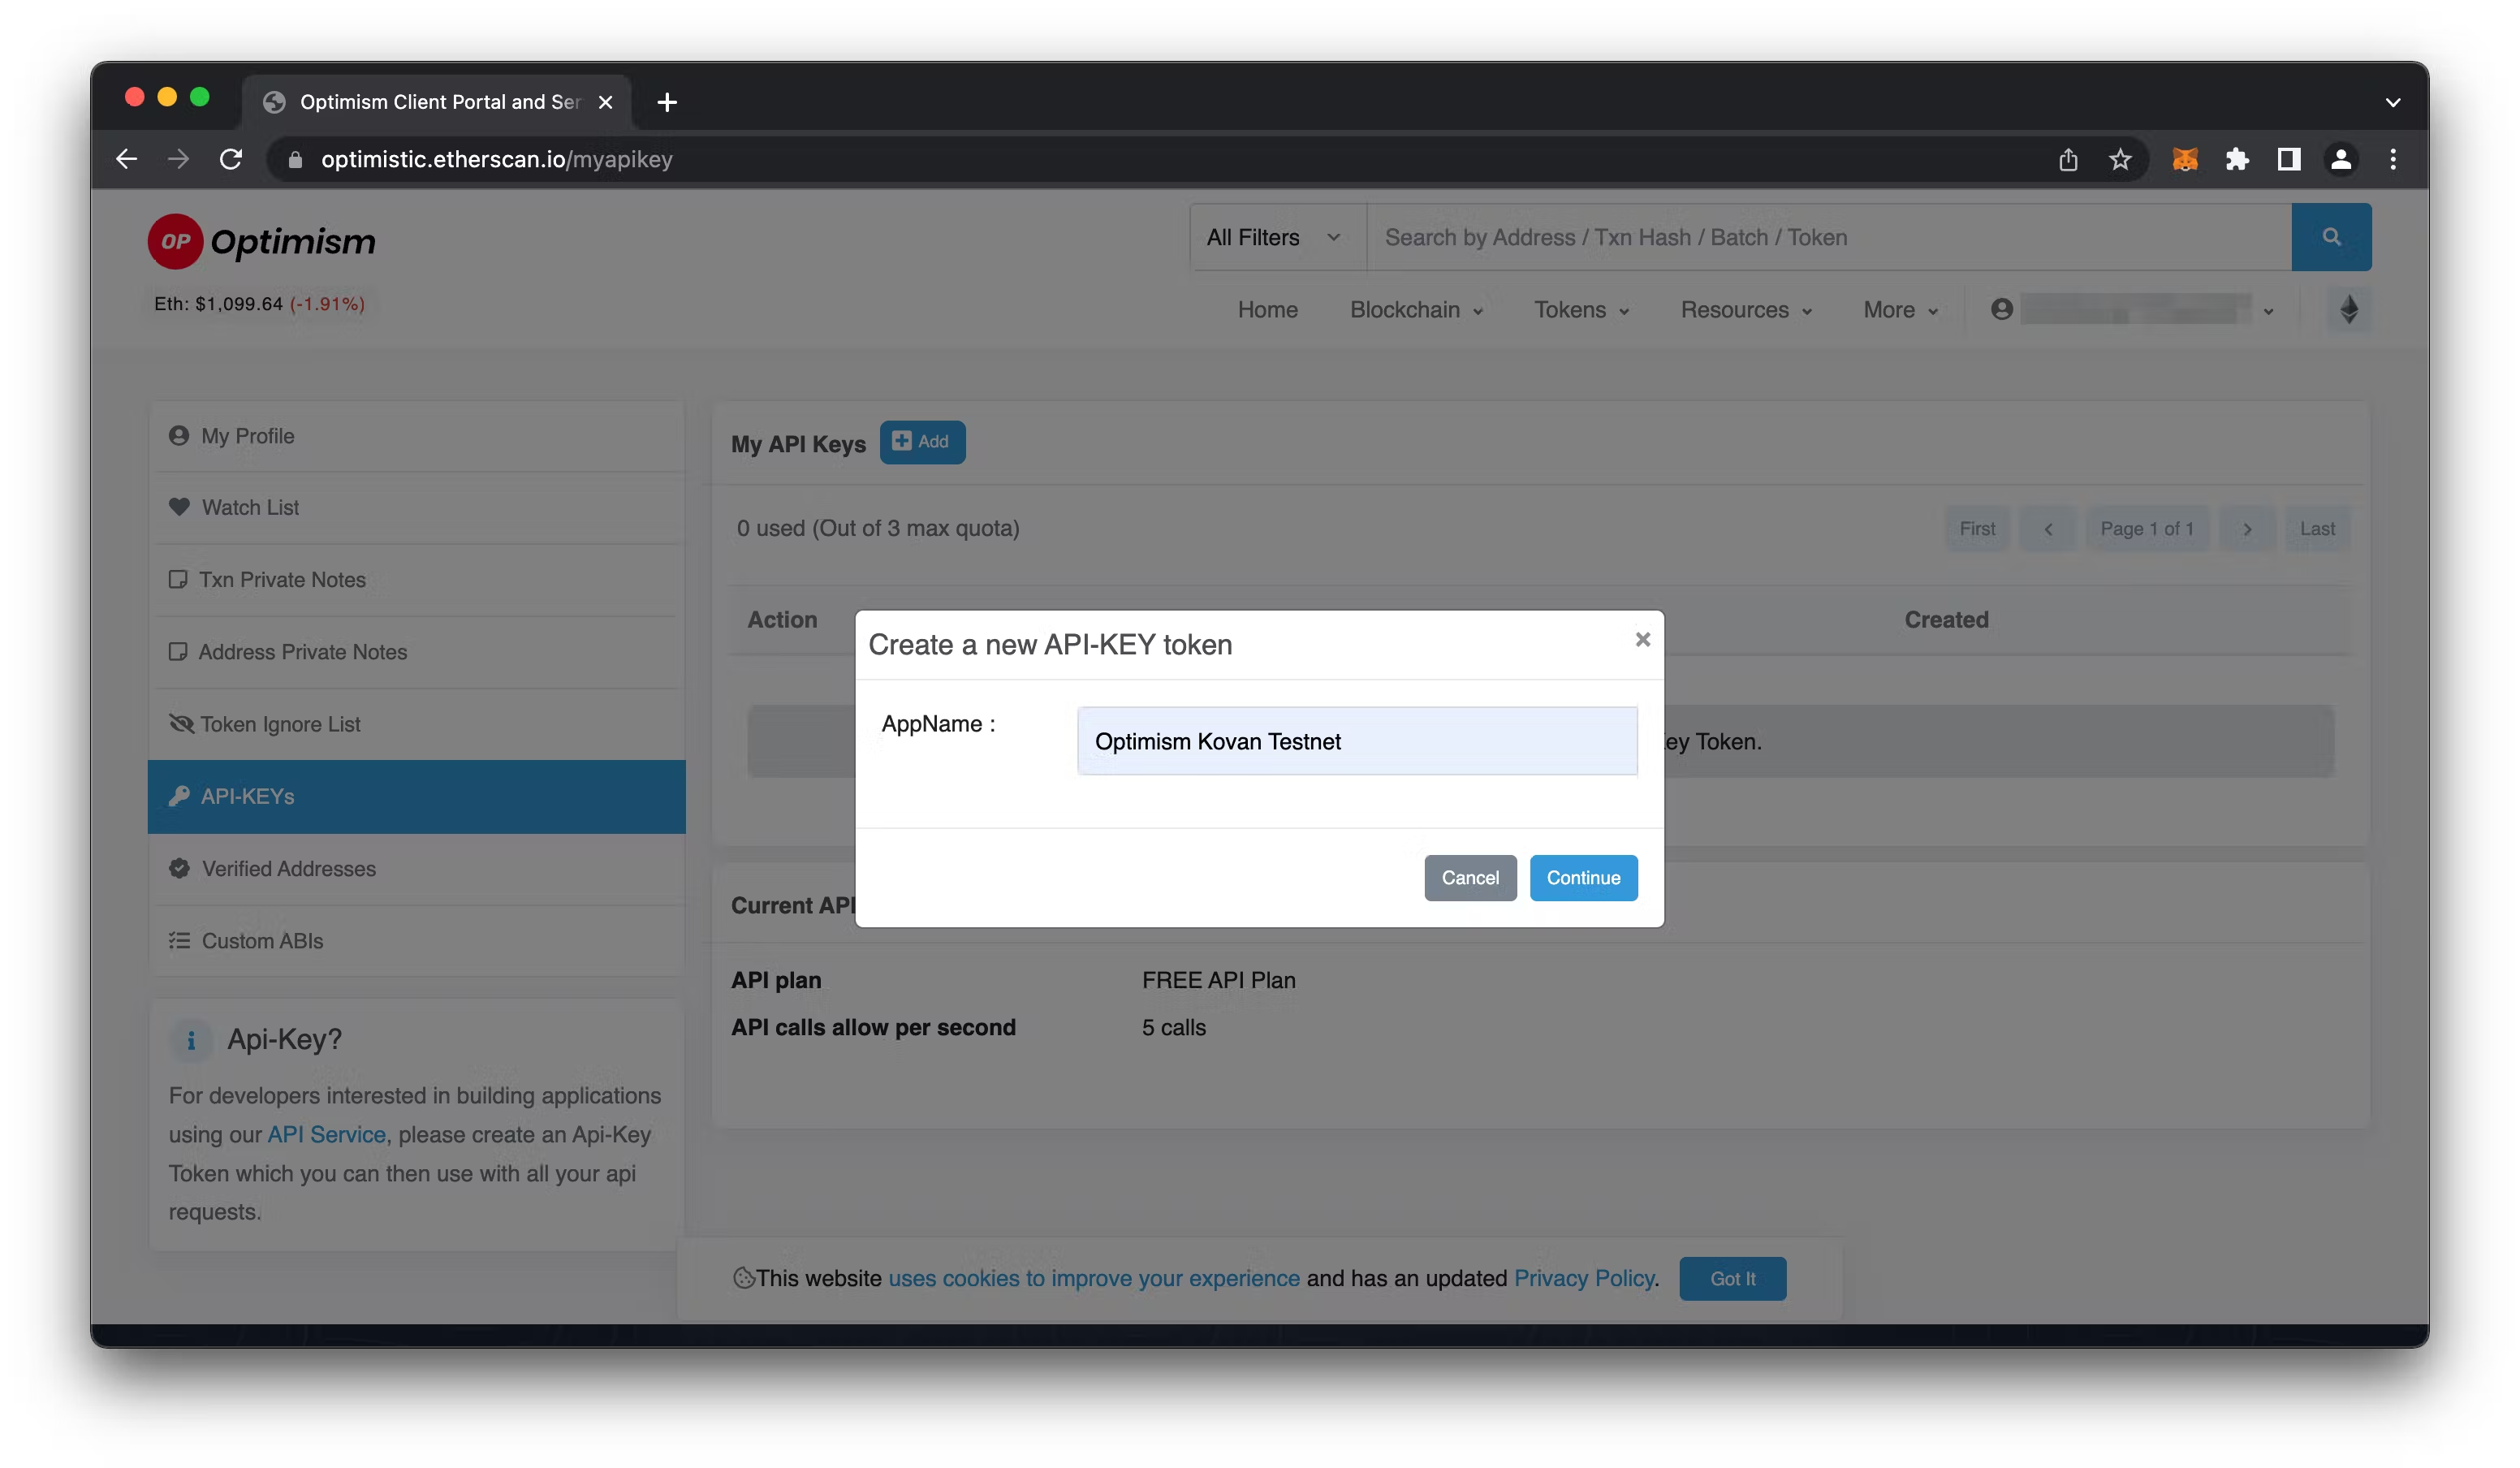 Optimism Client Portal and Ser
optimistic.etherscan.io/myapikey
OP Optimism
All Filters
Search by Address / Txn Hash / Batch / Token
Eth: $1,099.64 (-1.91%)
Home Blockchain Tokens Resources More
My Profile
Watch List
Txn Private Notes
Address Private Notes
Token Ignore List
API-KEYs
Verified Addresses
Custom ABIs
Api-Key?
For developers interested in building applications
using our API Service, please create an Api-Key
Token which you can then use with all your api
requests.
My API Keys Add
0 used (Out of 3 max quota)
First Page 1 of 1 Last
Action Created
ey Token.
Create a new API-KEY token
AppName :
Optimism Kovan Testnet
Cancel Continue
Current API
API plan FREE API Plan
API calls allow per second 5 calls
This website uses cookies to improve your experience and has an updated Privacy Policy. Got It